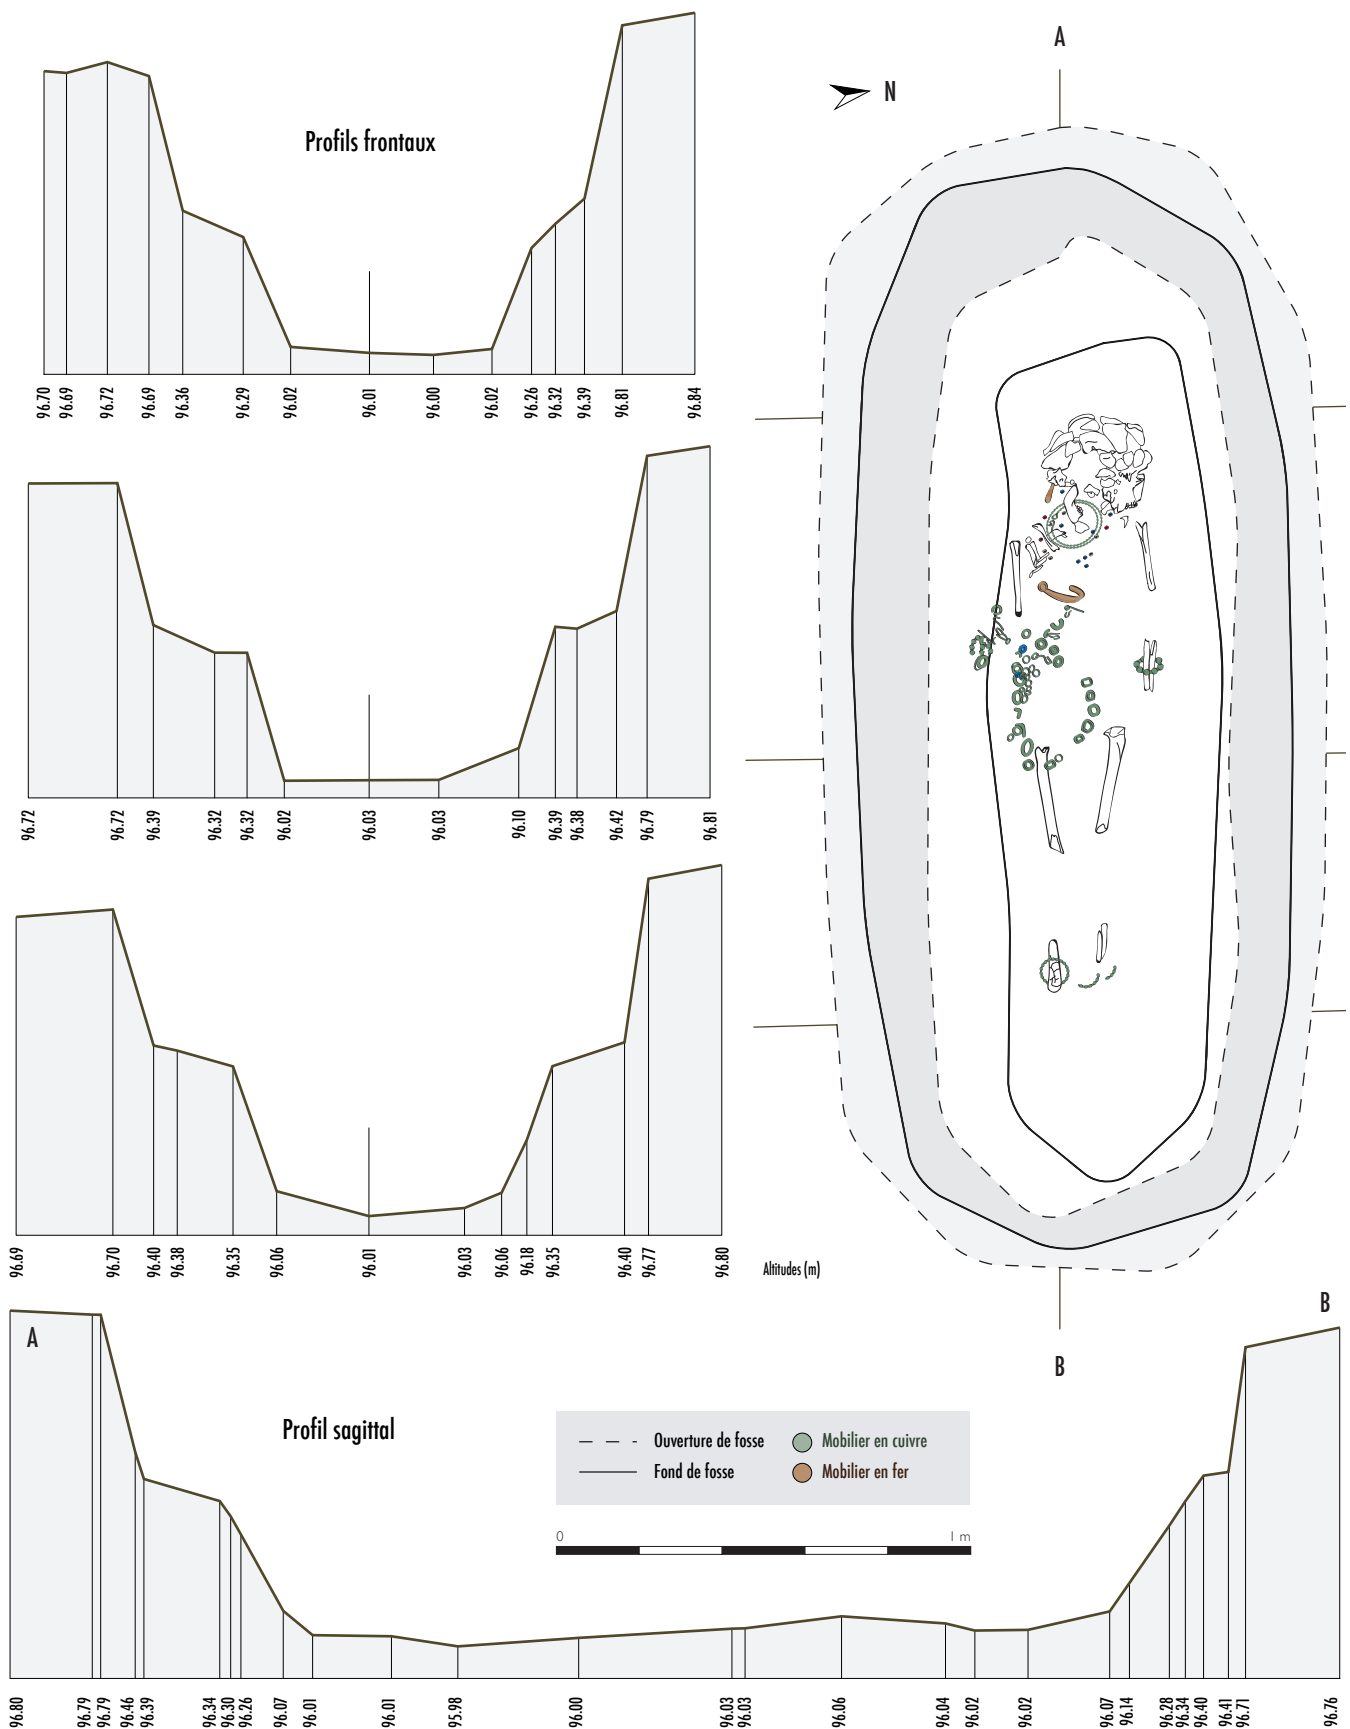 A
N
Profils frontaux
96.70 96.69 96.72 96.69 96.36 96.29 96.02 96.01 96.00 96.02 96.26 96.32 96.39 96.81 96.84
96.72 96.72 96.39 96.32 96.32 96.02 96.03 96.03 96.10 96.39 96.38 96.42 96.79 96.81
96.69 96.70 96.40 96.38 96.35 96.06 96.01 96.03 96.06 96.18 96.35 96.40 96.77 96.80
Altitudes (m)
A
B
B
Profil sagittal
Ouverture de fosse
Mobilier en cuivre
Fond de fosse
Mobilier en fer
0 1 m
96.80 96.79 96.79 96.46 96.39 96.34 96.30 96.26 96.07 96.01 96.01 95.98 96.00 96.03 96.03 96.06 96.04 96.02 96.02 96.07 96.14 96.28 96.34 96.40 96.41 96.71 96.76